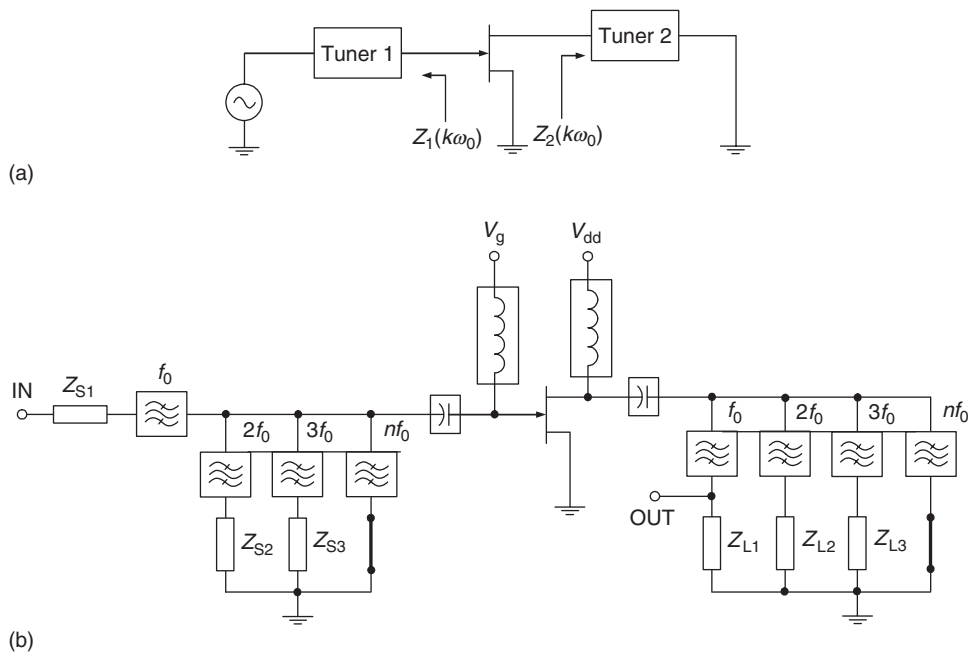 Tuner 1
Tuner 2
Z1(kω0)
Z2(kω0)
(a)
Vg
Vdd
IN
ZS1
f0
2f0
3f0
nf0
f0
2f0
3f0
nf0
ZS2
ZS3
OUT
ZL1
ZL2
ZL3
(b)